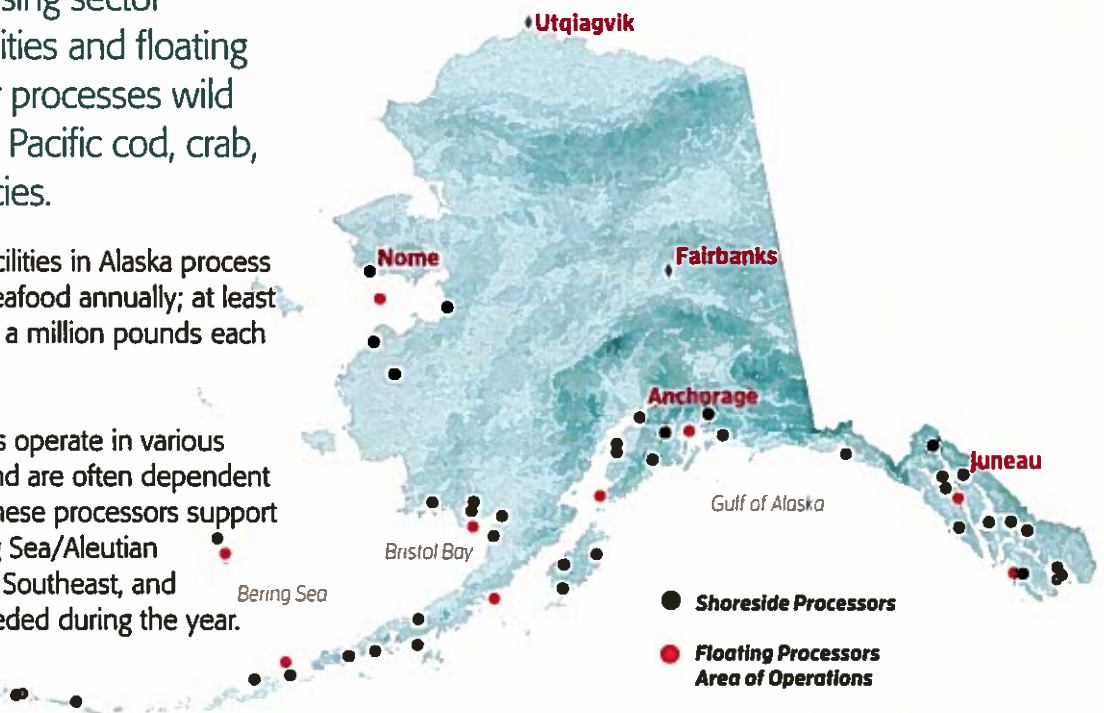 sing sector
ities and floating
r processes wild
Pacific cod, crab,
cies.
cilities in Alaska process
eafood annually; at least
a million pounds each
s operate in various
nd are often dependent
hese processors support
g Sea/Aleutian
Southeast, and
eded during the year.
Utqiagvik
Nome
Fairbanks
Anchorage
Juneau
Gulf of Alaska
Bristol Bay
Bering Sea
Shoreside Processors
Floating Processors
Area of Operations